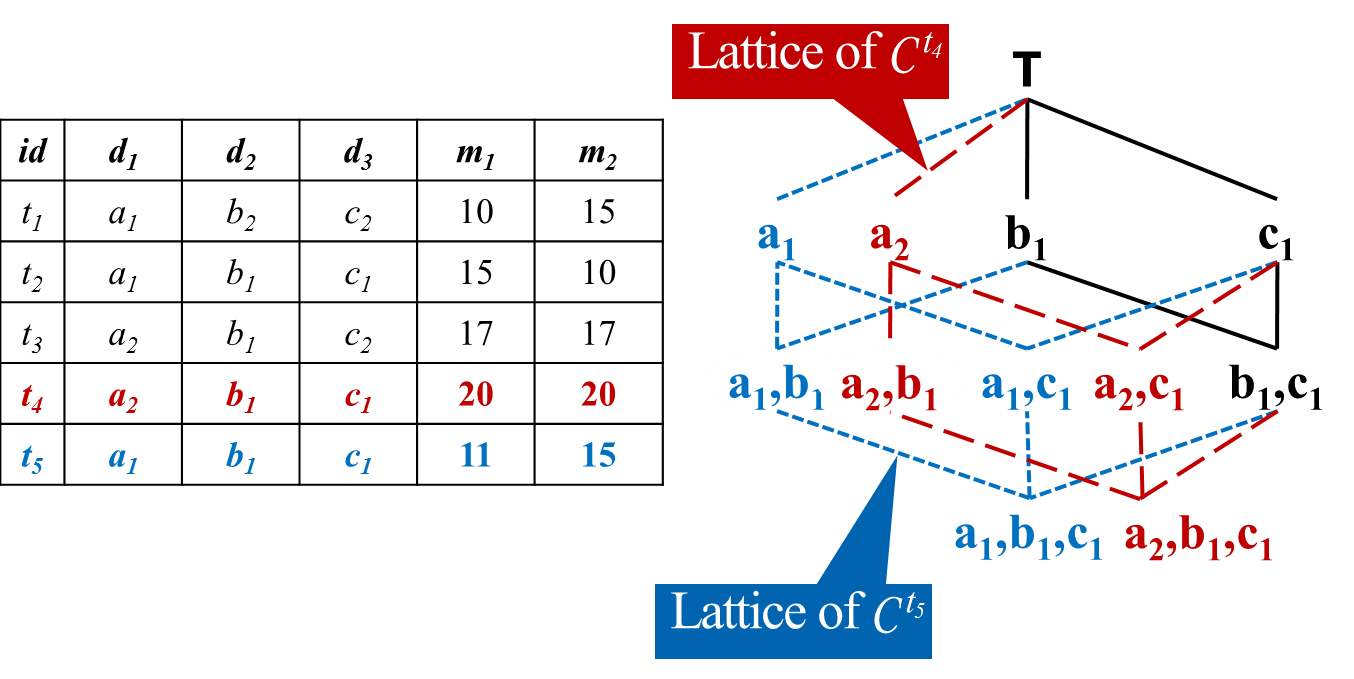 Lattice of C^t4
T
id d1 d2 d3 m1 m2
t1 a1 b2 c2 10 15
t2 a1 b1 c1 15 10
t3 a2 b1 c2 17 17
t4 a2 b1 c1 20 20
t5 a1 b1 c1 11 15
a1 a2 b1 c1
a1,b1 a2,b1 a1,c1 a2,c1 b1,c1
a1,b1,c1 a2,b1,c1
Lattice of C^t5